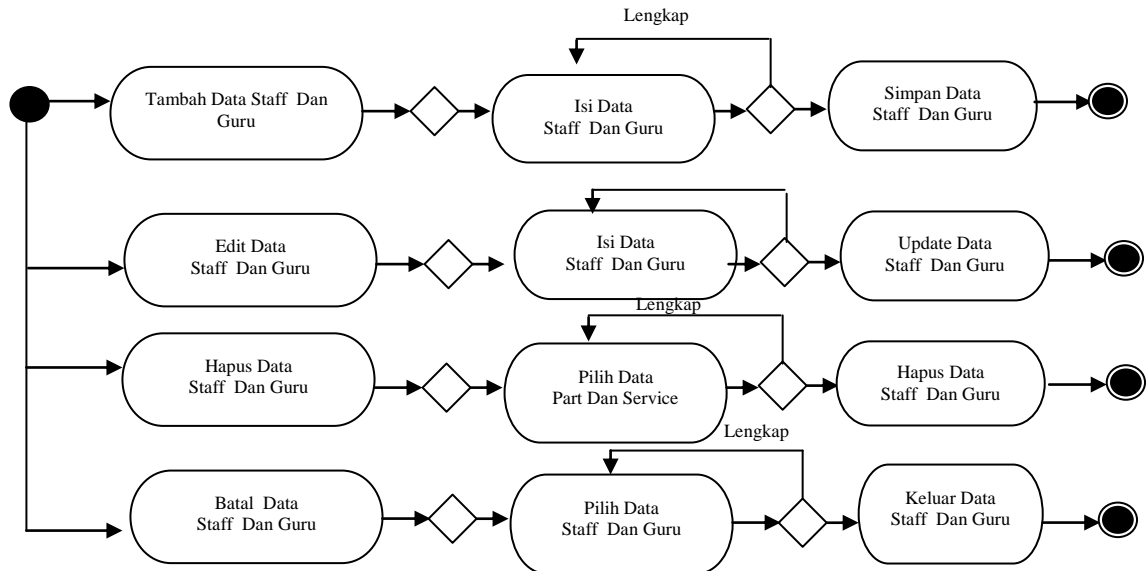 Lengkap
Tambah Data Staff Dan
Guru
Isi Data
Staff Dan Guru
Simpan Data
Staff Dan Guru
Edit Data
Staff Dan Guru
Isi Data
Staff Dan Guru
Update Data
Staff Dan Guru
Lengkap
Hapus Data
Staff Dan Guru
Pilih Data
Part Dan Service
Hapus Data
Staff Dan Guru
Lengkap
Batal Data
Staff Dan Guru
Pilih Data
Staff Dan Guru
Keluar Data
Staff Dan Guru